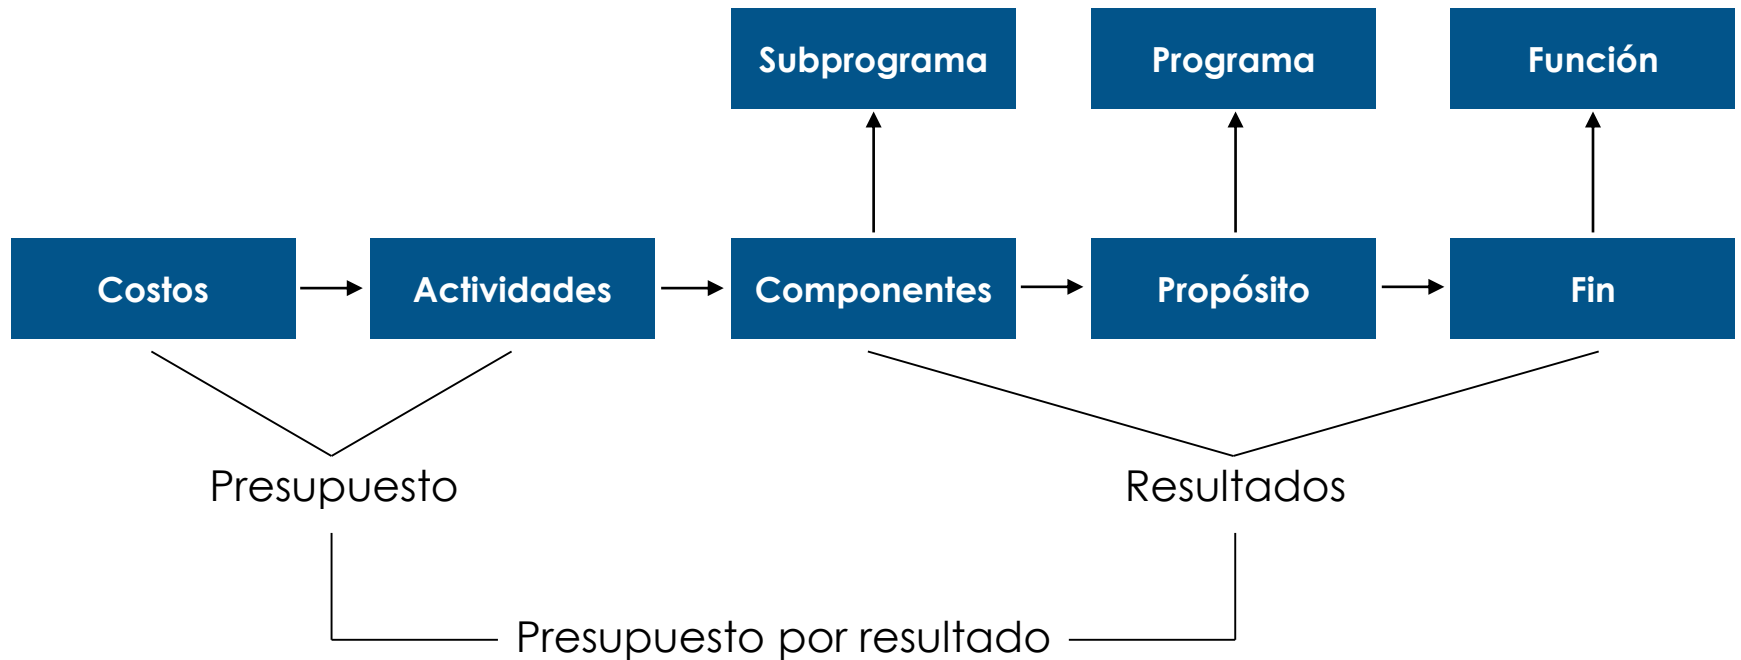 Subprograma
Programa
Función
Costos
Actividades
Componentes
Propósito
Fin
Presupuesto
Resultados
Presupuesto por resultado